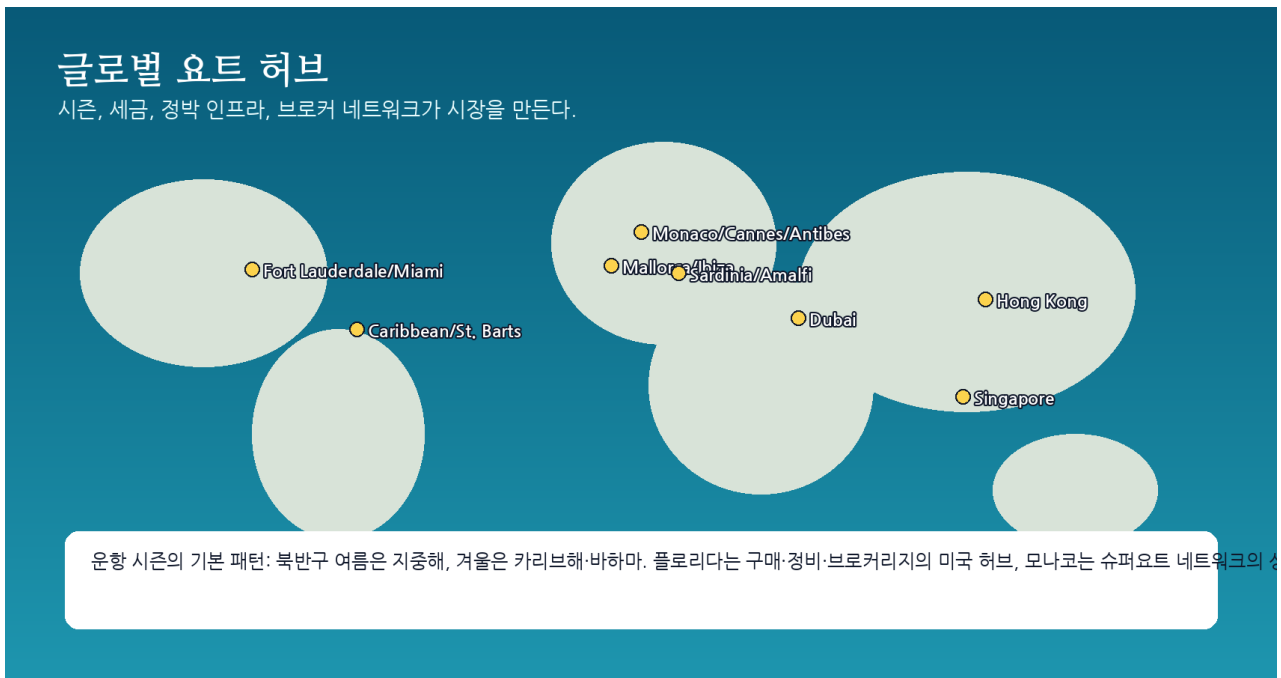 글로벌 요트 허브
시즌, 세금, 정박 인프라, 브로커 네트워크가 시장을 만든다.
Monaco/Cannes/Antibes
Mallorca/Ibiza
Sardinia/Amalfi
Fort Lauderdale/Miami
Hong Kong
Dubai
Caribbean/St. Barts
Singapore
운항 시즌의 기본 패턴: 북반구 여름은 지중해, 겨울은 카리브해·바하마. 플로리다는 구매·정비·브로커리지의 미국 허브, 모나코는 슈퍼요트 네트워크의